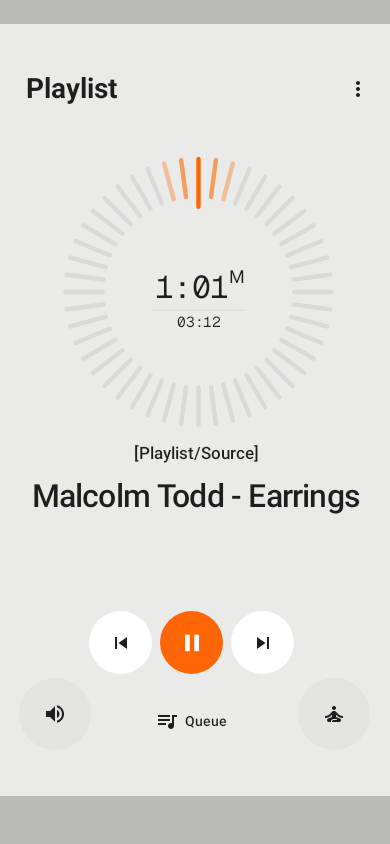 Playlist
1:01M
03:12
[Playlist/Source]
Malcolm Todd - Earrings
Queue